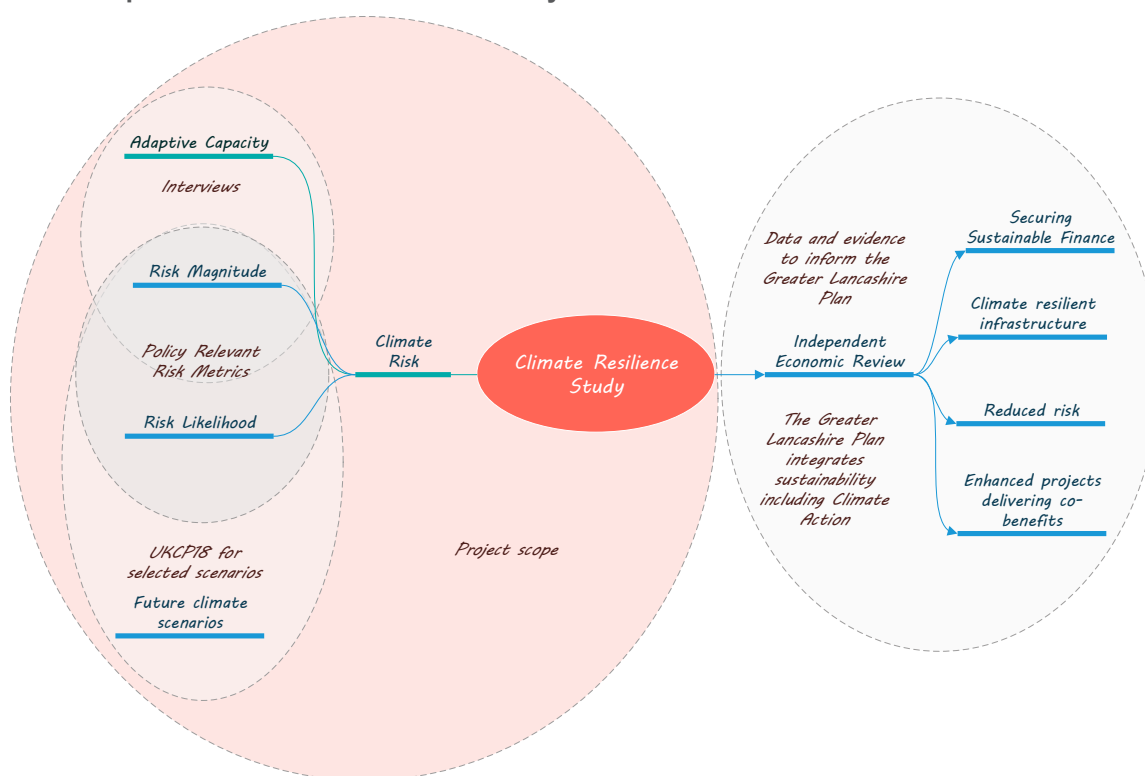 Adaptive Capacity
Interviews
Risk Magnitude
Policy Relevant
Risk Metrics
Risk Likelihood
UKCP18 for
selected scenarios
Future climate
scenarios
Climate
Risk
Climate Resilience
Study
Project scope
Data and evidence
to inform the
Greater Lancashire
Plan
Independent
Economic Review
The Greater
Lancashire Plan
integrates
sustainability
including Climate
Action
Securing
Sustainable Finance
Climate resilient
infrastructure
Reduced risk
Enhanced projects
delivering co-
benefits